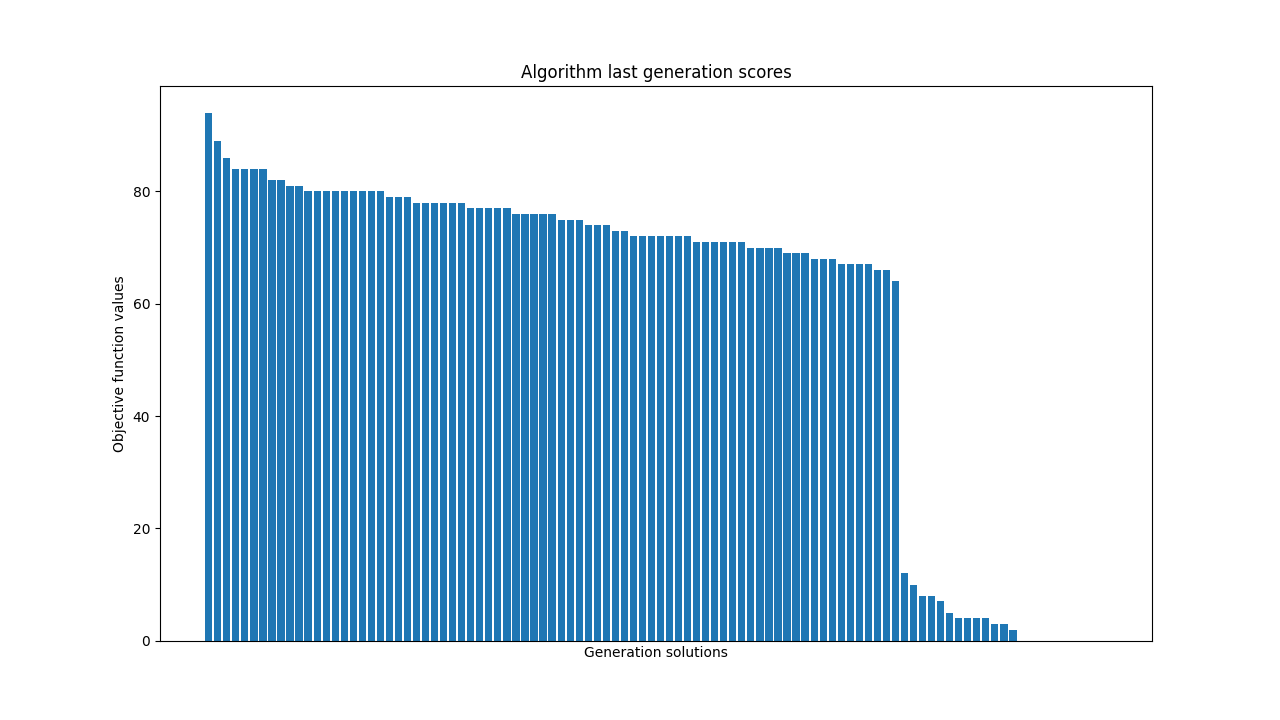 Algorithm last generation scores
Objective function values
80
60
40
20
0
Generation solutions